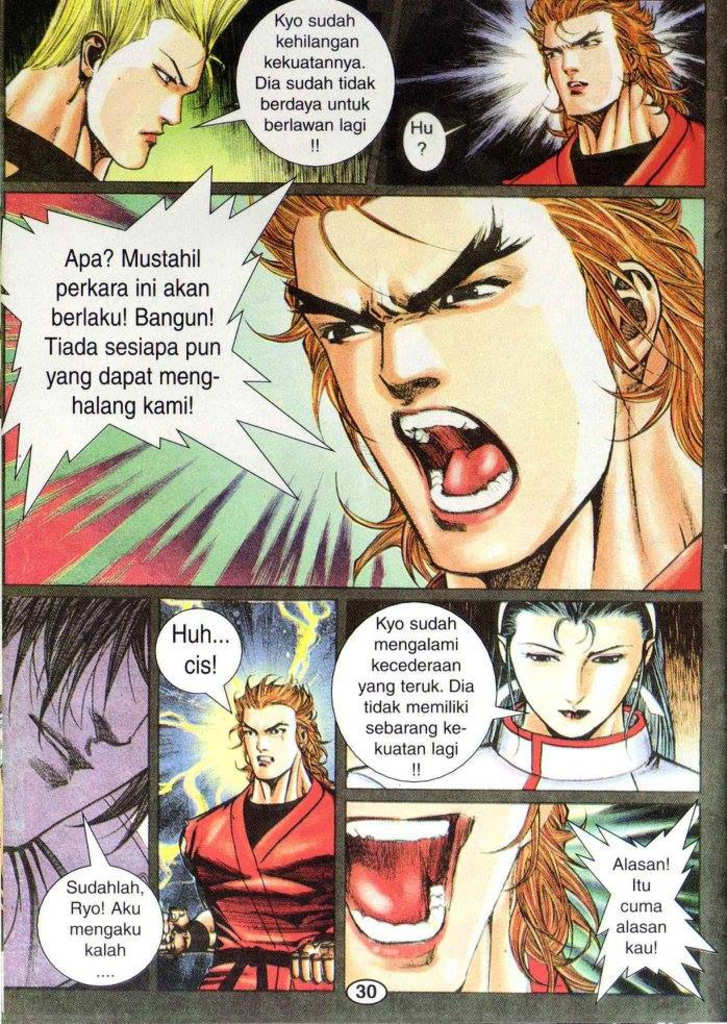 Kyo sudah
kehilangan
kekuatannya.
Dia sudah tidak
berdaya untuk
berlawan lagi
!!
Hu
?
Apa? Mustahil
perkara ini akan
berlaku! Bangun!
Tiada sesiapa pun
yang dapat meng-
halang kami!
Sudahlah,
Ryo! Aku
mengaku
kalah
....
Huh...
cis!
Kyo sudah
mengalami
kecederaan
yang teruk. Dia
tidak memiliki
sebarang ke-
kuatan lagi
!!
Alasan!
Itu
cuma
alasan
kau!
30